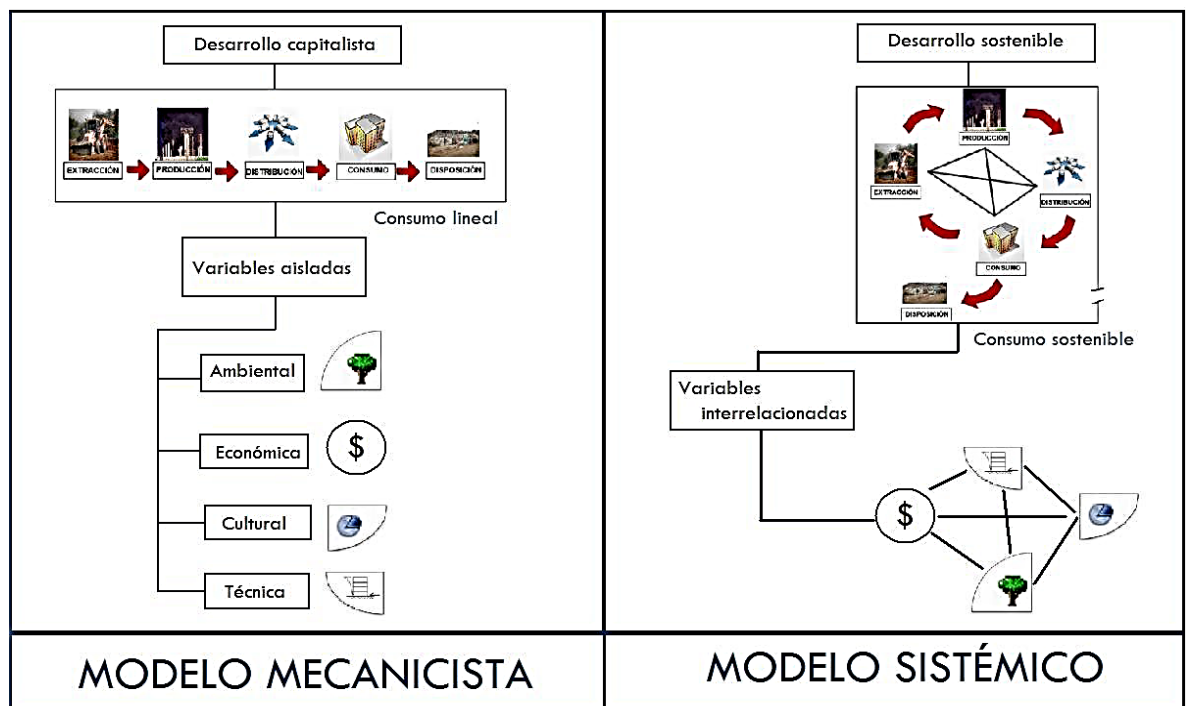 Desarrollo capitalista
EXTRACCIÓN
PRODUCCIÓN
DISTRIBUCIÓN
CONSUMO
DISPOSICIÓN
Consumo lineal
Variables aisladas
Ambiental
Económica
$
Cultural
Técnica
MODELO MECANICISTA
Desarrollo sostenible
PRODUCCIÓN
EXTRACCIÓN
DISTRIBUCIÓN
CONSUMO
DISPOSICIÓN
Consumo sostenible
Variables
interrelacionadas
$
MODELO SISTÉMICO